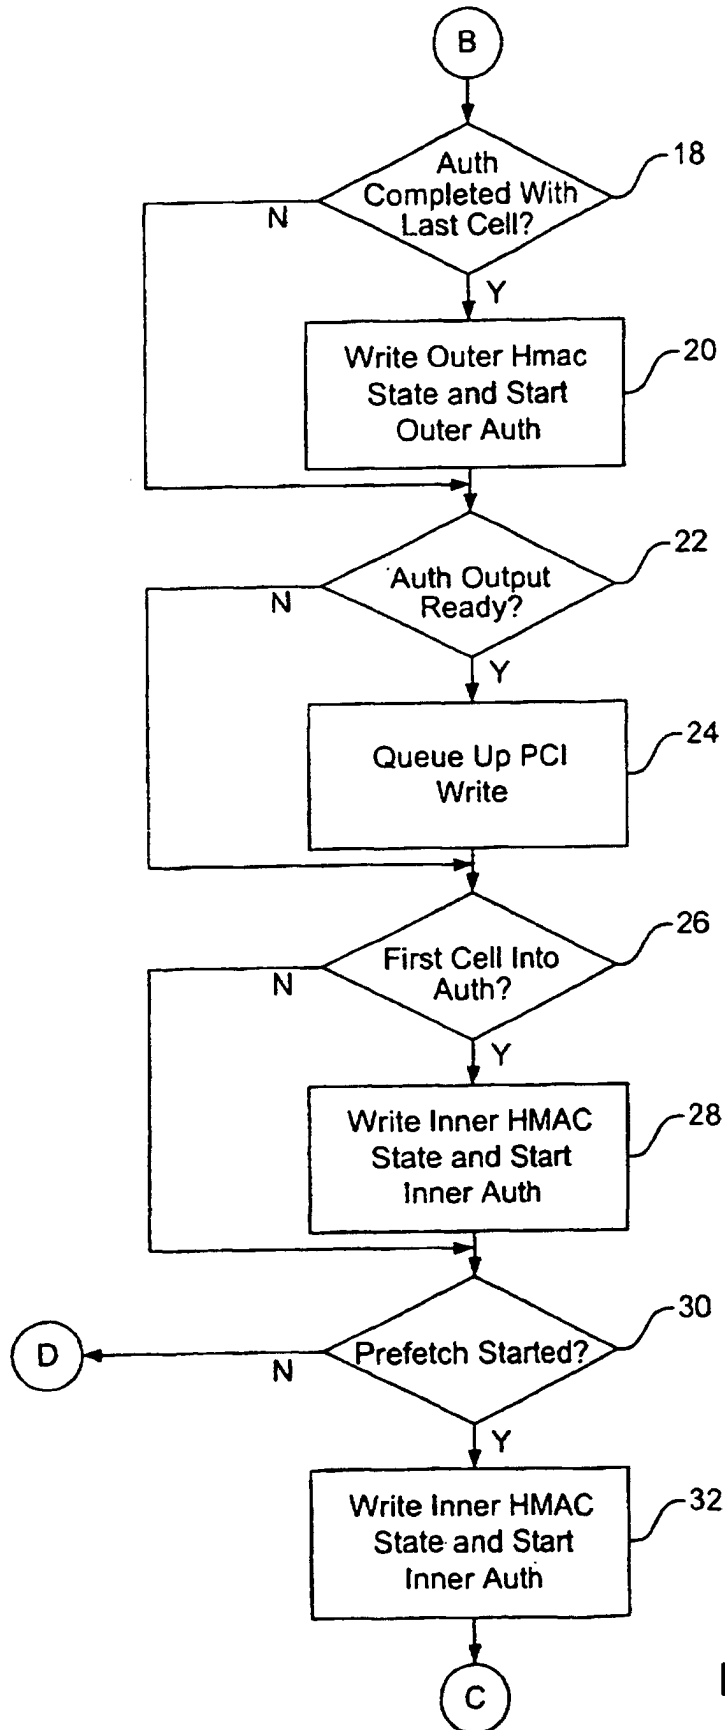 B
Auth
Completed With
Last Cell?
18
N
Y
Write Outer Hmac
State and Start
Outer Auth
20
Auth Output
Ready?
22
N
Y
Queue Up PCI
Write
24
First Cell Into
Auth?
26
N
Y
Write Inner HMAC
State and Start
Inner Auth
28
D
N
Prefetch Started?
30
Y
Write Inner HMAC
State and Start
Inner Auth
32
C